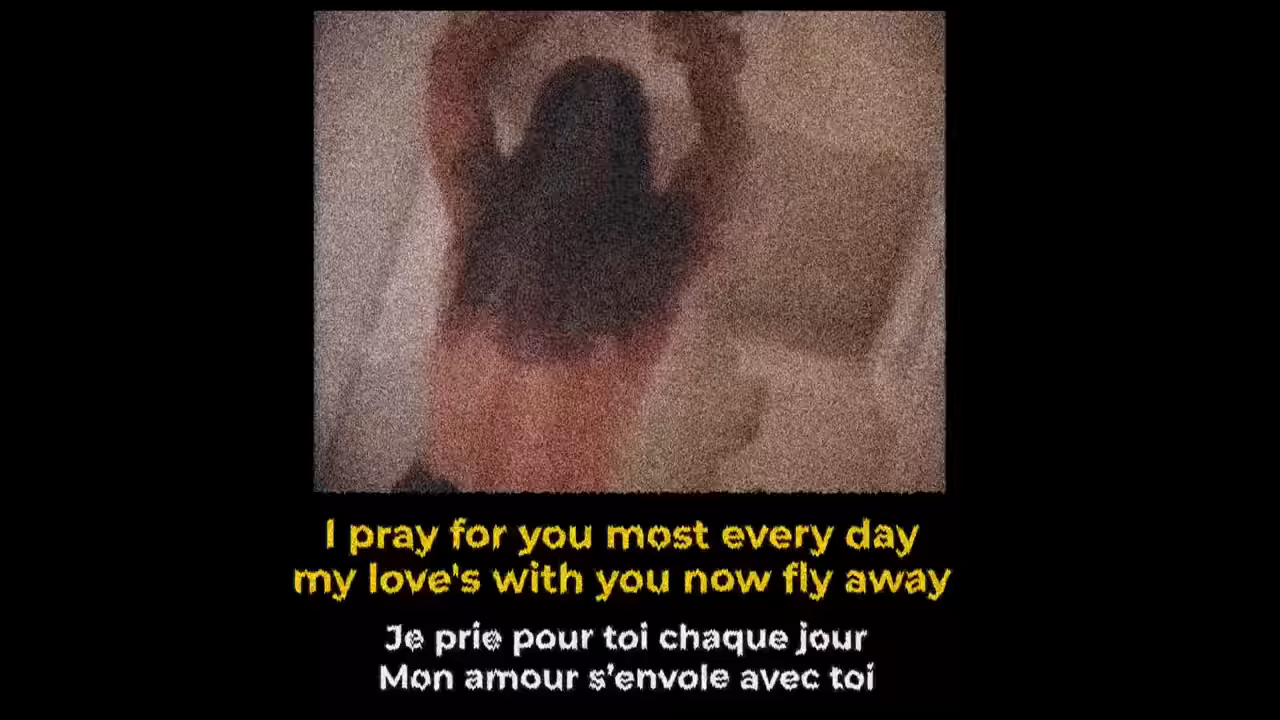 I pray for you most every day
my love's with you now fly away
Je prie pour toi chaque jour
Mon amour s'envole avec toi